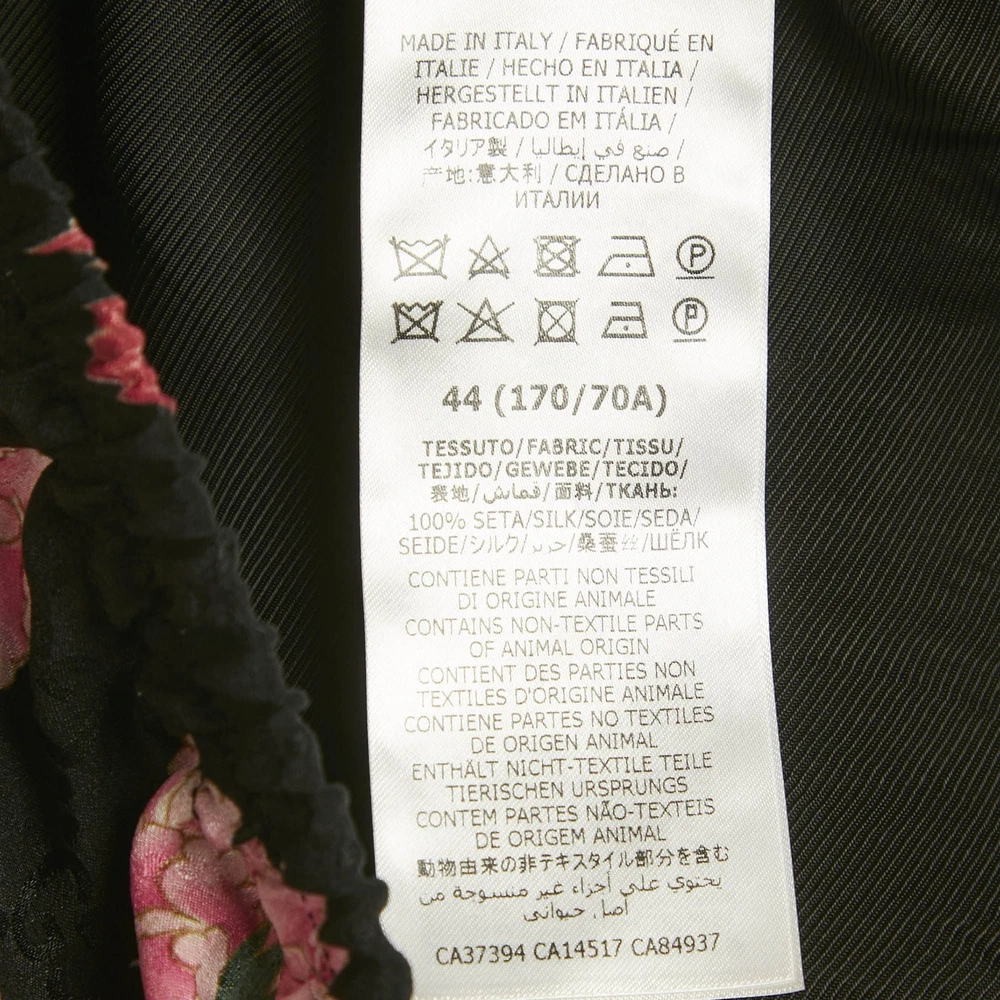 MADE IN ITALY / FABRIQUÉ EN
ITALIE / HECHO EN ITALIA /
HERGESTELLT IN ITALIEN /
FABRICADO EM ITÁLIA /
イタリア製 / صنع في إيطاليا /
产地:意大利 / СДЕЛАНО В
ИТАЛИИ
P
P
44 (170/70A)
TESSUTO/FABRIC/TISSU/
TEJIDO/GEWEBE/TECIDO/
表地/قماش/面料/ТКАНЬ:
100% SETA/SILK/SOIE/SEDA/
SEIDE/シルク/حرير/桑蚕丝/ШЁЛК
CONTIENE PARTI NON TESSILI
DI ORIGINE ANIMALE
CONTAINS NON-TEXTILE PARTS
OF ANIMAL ORIGIN
CONTIENT DES PARTIES NON
TEXTILES D'ORIGINE ANIMALE
CONTIENE PARTES NO TEXTILES
DE ORIGEN ANIMAL
ENTHÄLT NICHT-TEXTILE TEILE
TIERISCHEN URSPRUNGS
CONTEM PARTES NÃO-TEXTEIS
DE ORIGEM ANIMAL
動物由来の非テキスタイル部分を含む
يحتوي على أجزاء غير منسوجة من
أصل حيواني
CA37394 CA14517 CA84937